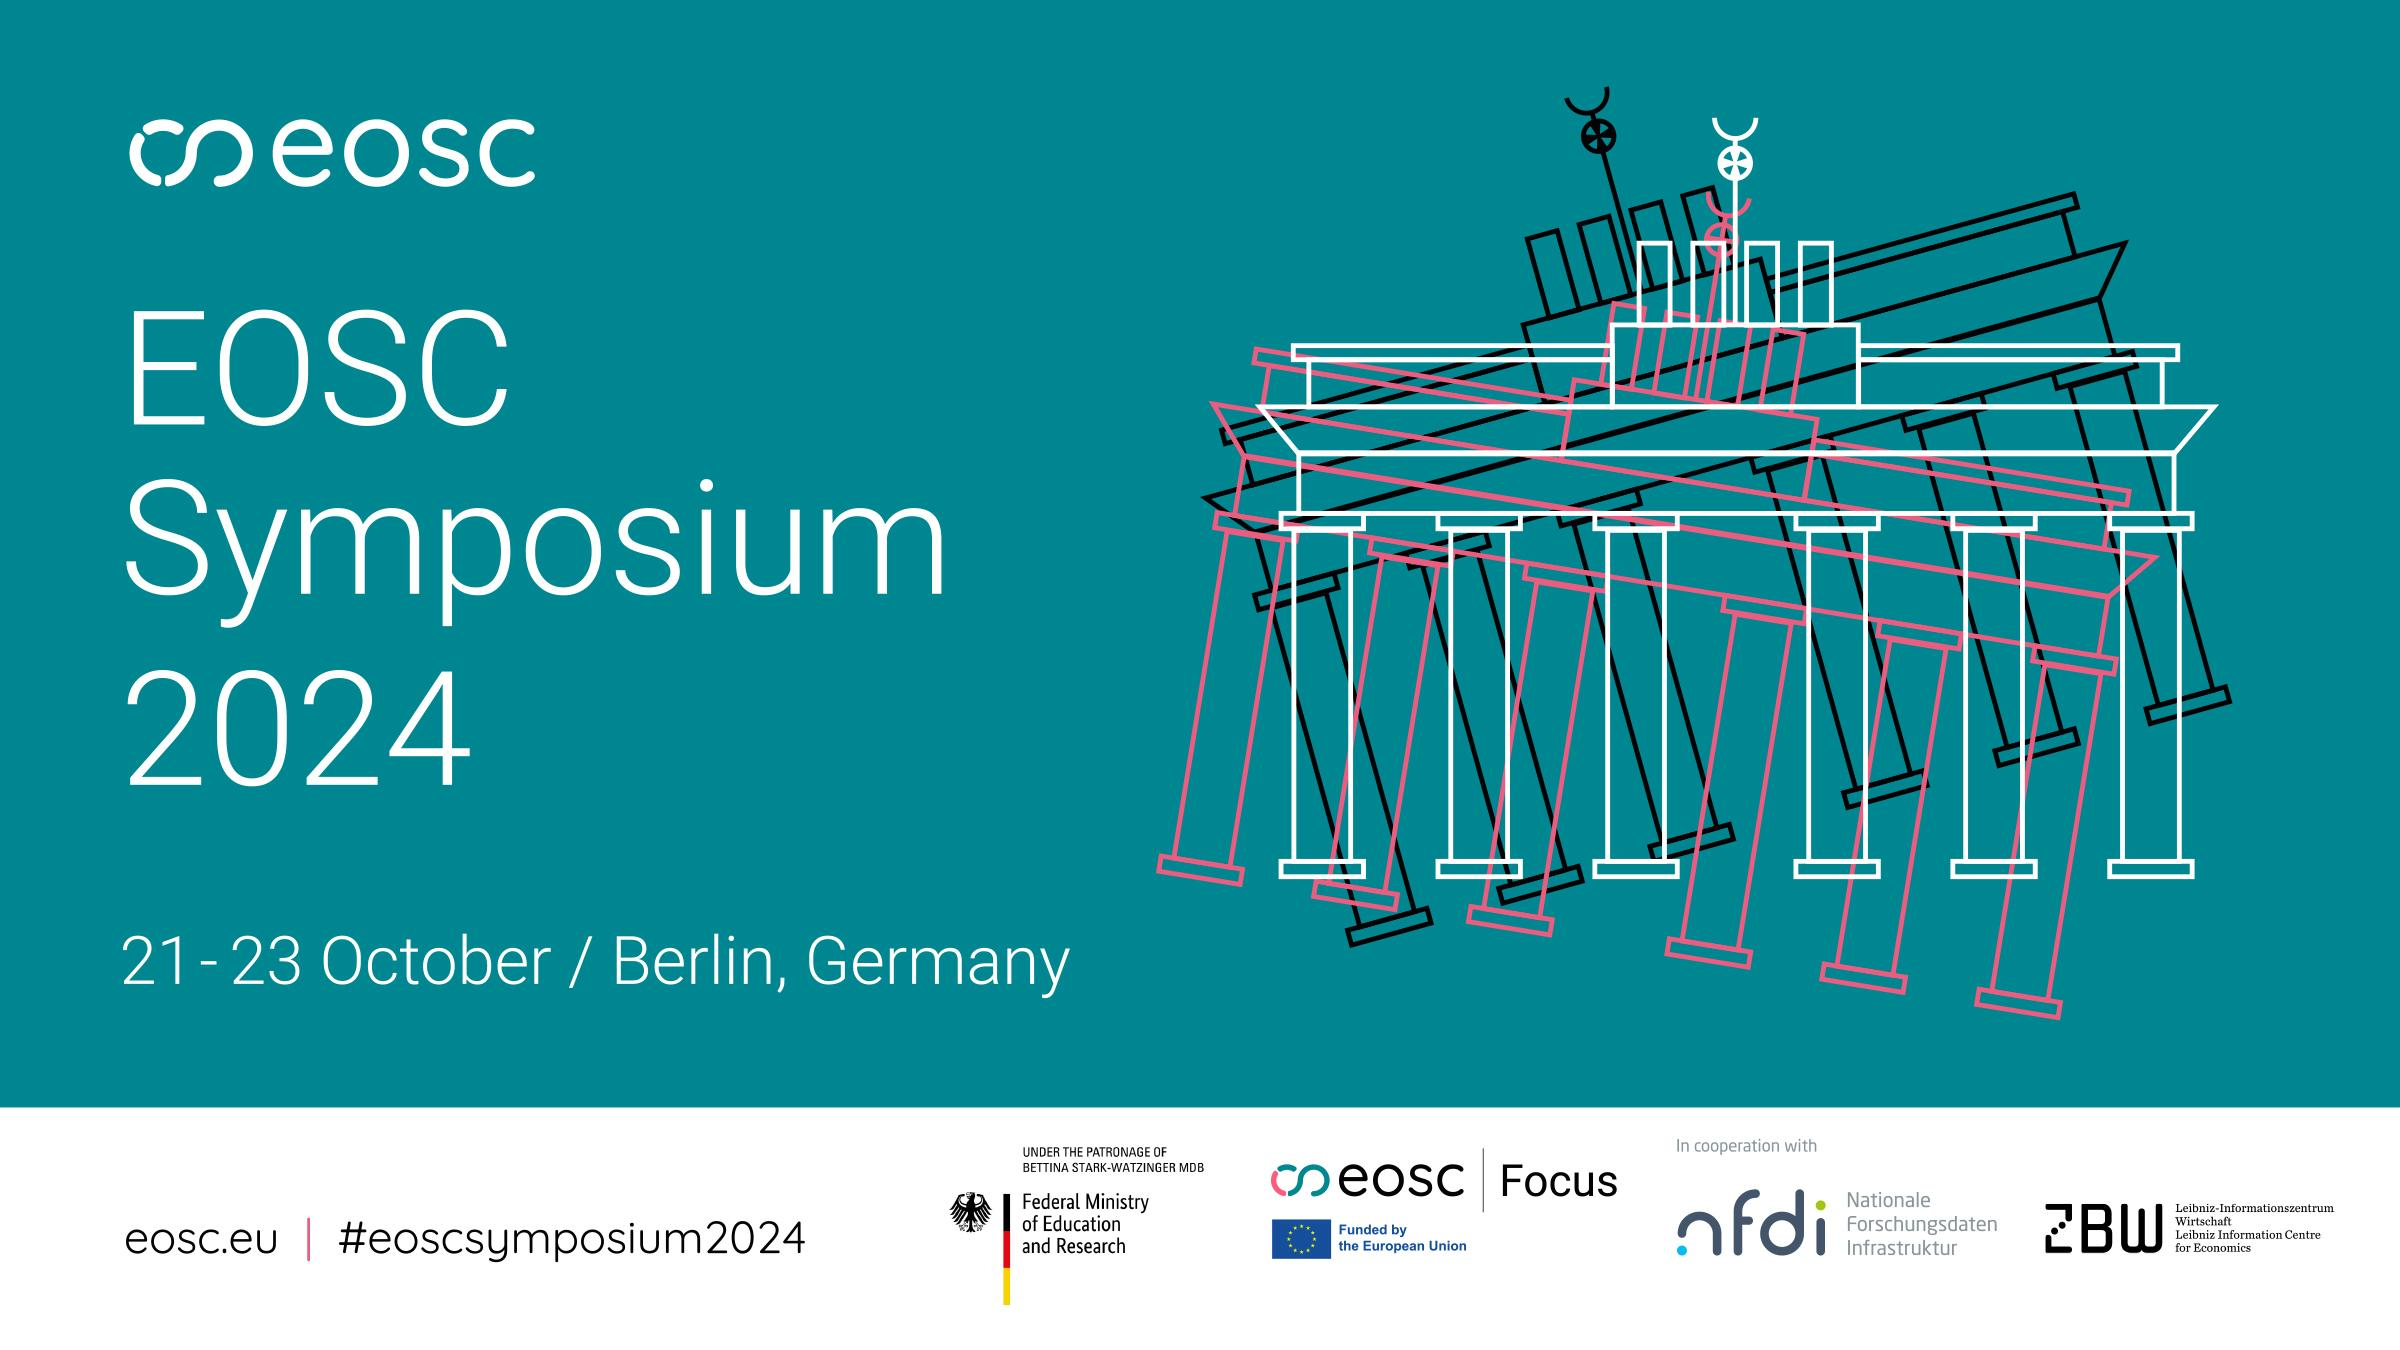 eosc
EOSC
Symposium
2024
21 - 23 October / Berlin, Germany
eosc.eu | #eoscsymposium2024
UNDER THE PATRONAGE OF
BETTINA STARK-WATZINGER MDB
Federal Ministry
of Education
and Research
eosc | Focus
Funded by
the European Union
In cooperation with
nfdi
Nationale
Forschungsdaten
Infrastruktur
ZBW
Leibniz-Informationszentrum
Wirtschaft
Leibniz Information Centre
for Economics